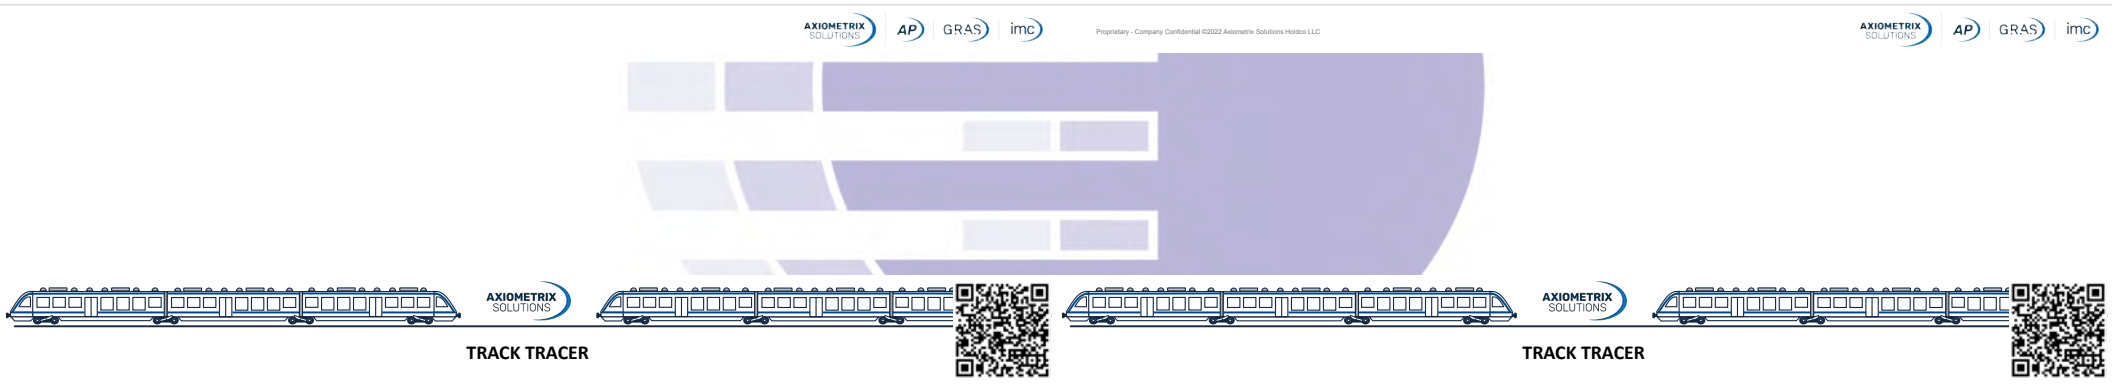 AXIOMETRIX
SOLUTIONS
AP
GRAS
imc
Proprietary - Company Confidential ©2022 Axiometrix Solutions Holdco LLC
AXIOMETRIX
SOLUTIONS
AP
GRAS
imc
AXIOMETRIX
SOLUTIONS
AXIOMETRIX
SOLUTIONS
TRACK TRACER
TRACK TRACER